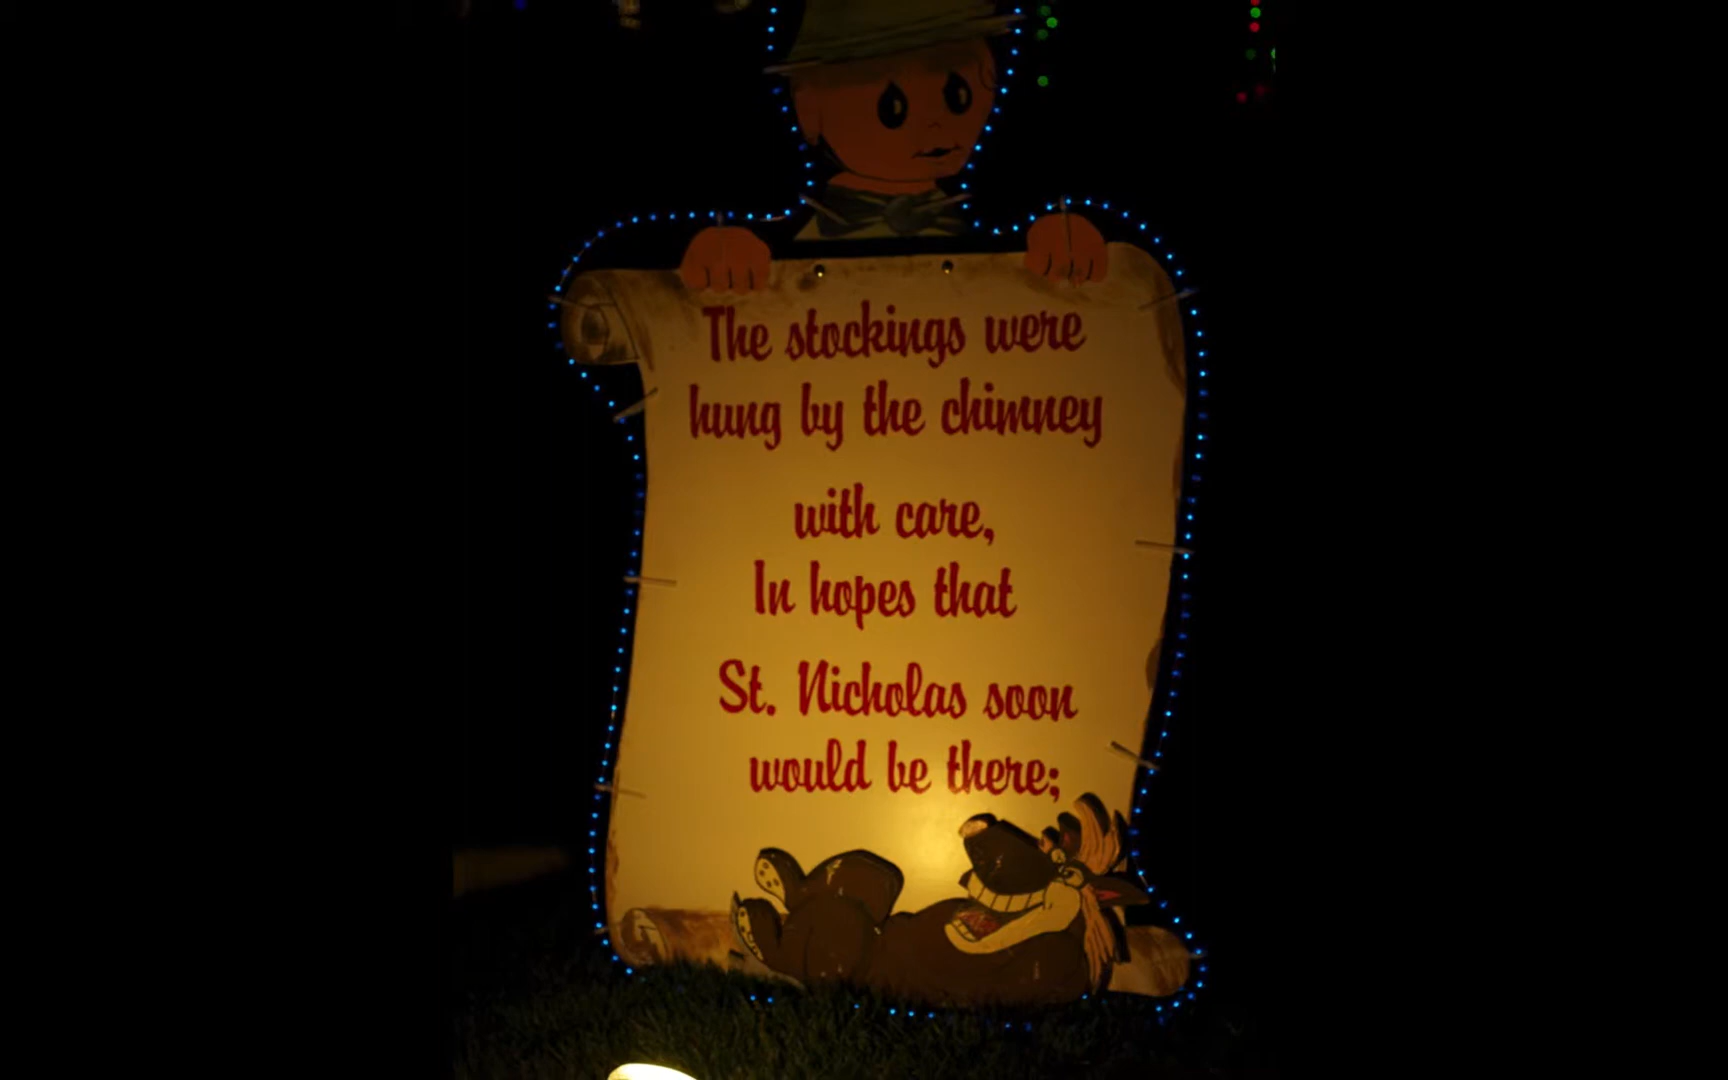 The stockings were
hung by the chimney
with care,
In hopes that
St. Nicholas soon
would be there;